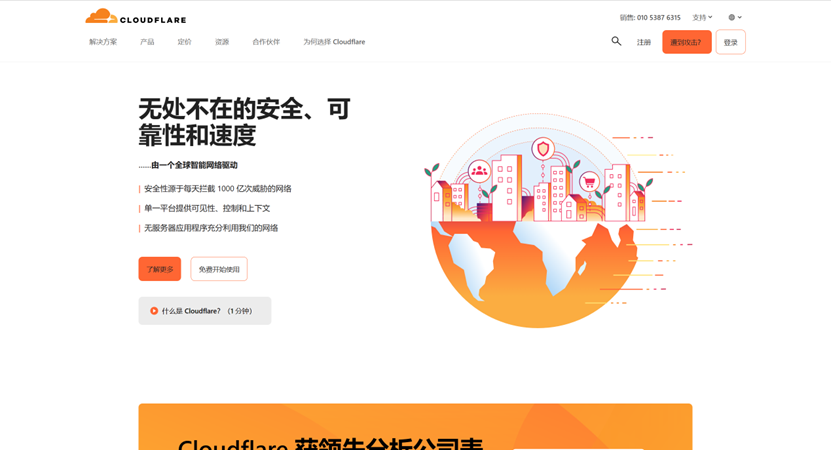 CLOUDFLARE
销售: 010 5387 6315 支持
解决方案 产品 定价 资源 合作伙伴 为何选择 Cloudflare
注册 遭到攻击? 登录
无处不在的安全、可
靠性和速度
……由一个全球智能网络驱动
安全性源于每天拦截 1000 亿次威胁的网络
单一平台提供可见性、控制和上下文
无服务器应用程序充分利用我们的网络
了解更多 免费开始使用
什么是 Cloudflare? (1 分钟)
Cloudflare 获领先分析公司表